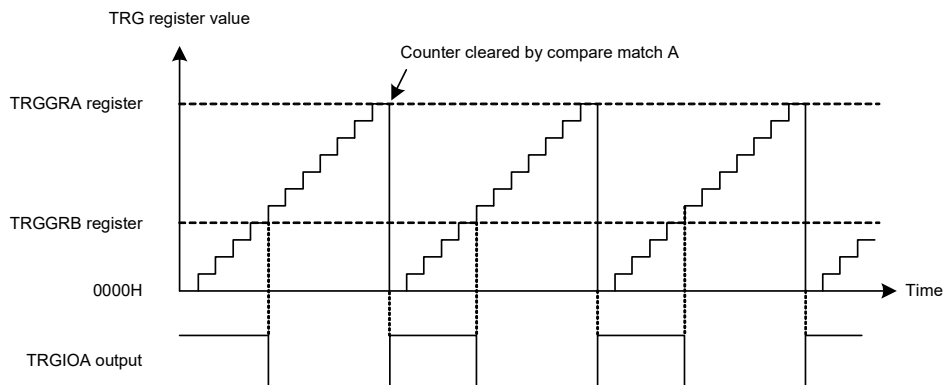 TRG register value
Counter cleared by compare match A
TRGGRA register
TRGGRB register
0000H
Time
TRGIOA output